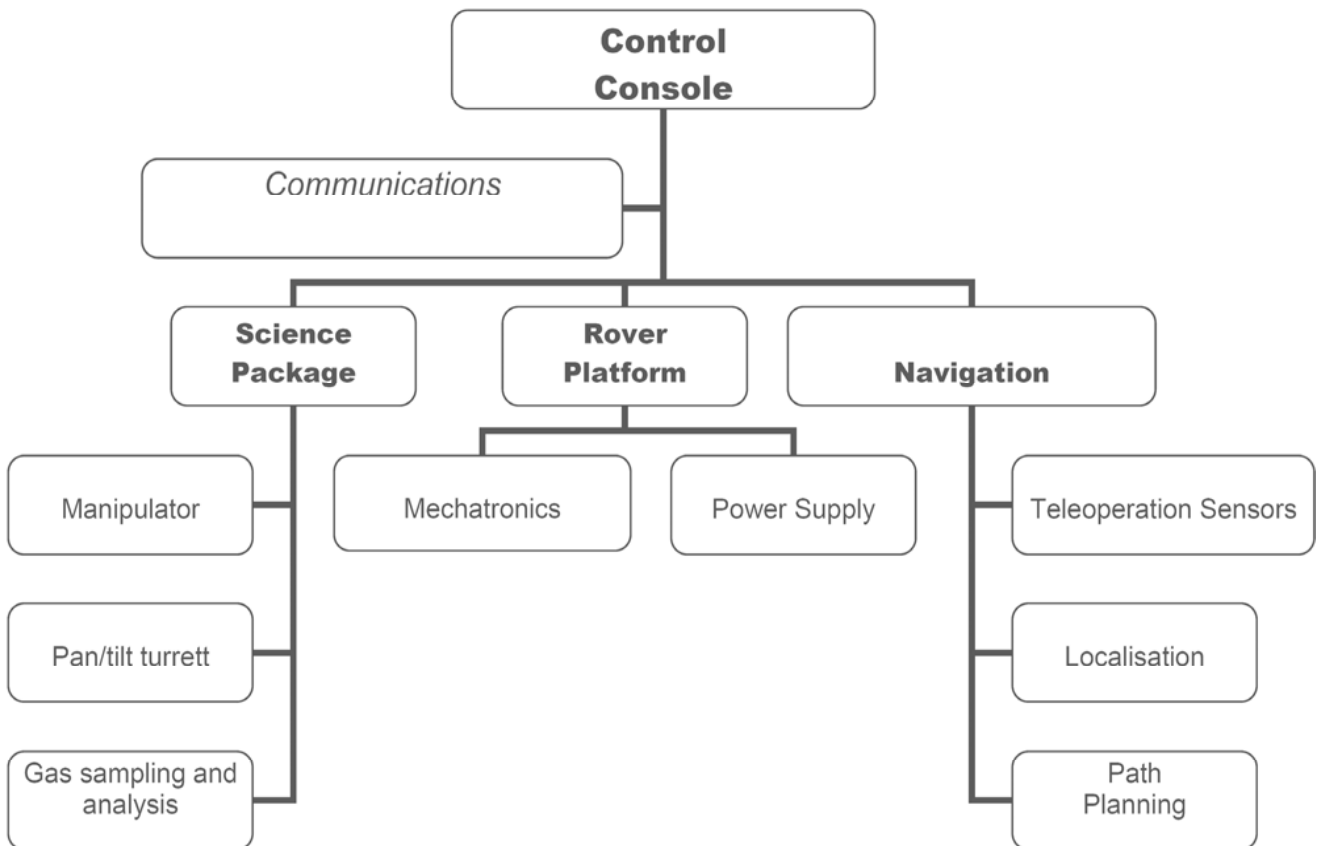 Control
Console
Communications
Science
Package
Rover
Platform
Navigation
Manipulator
Mechatronics
Power Supply
Teleoperation Sensors
Pan/tilt turrett
Localisation
Gas sampling and
analysis
Path
Planning